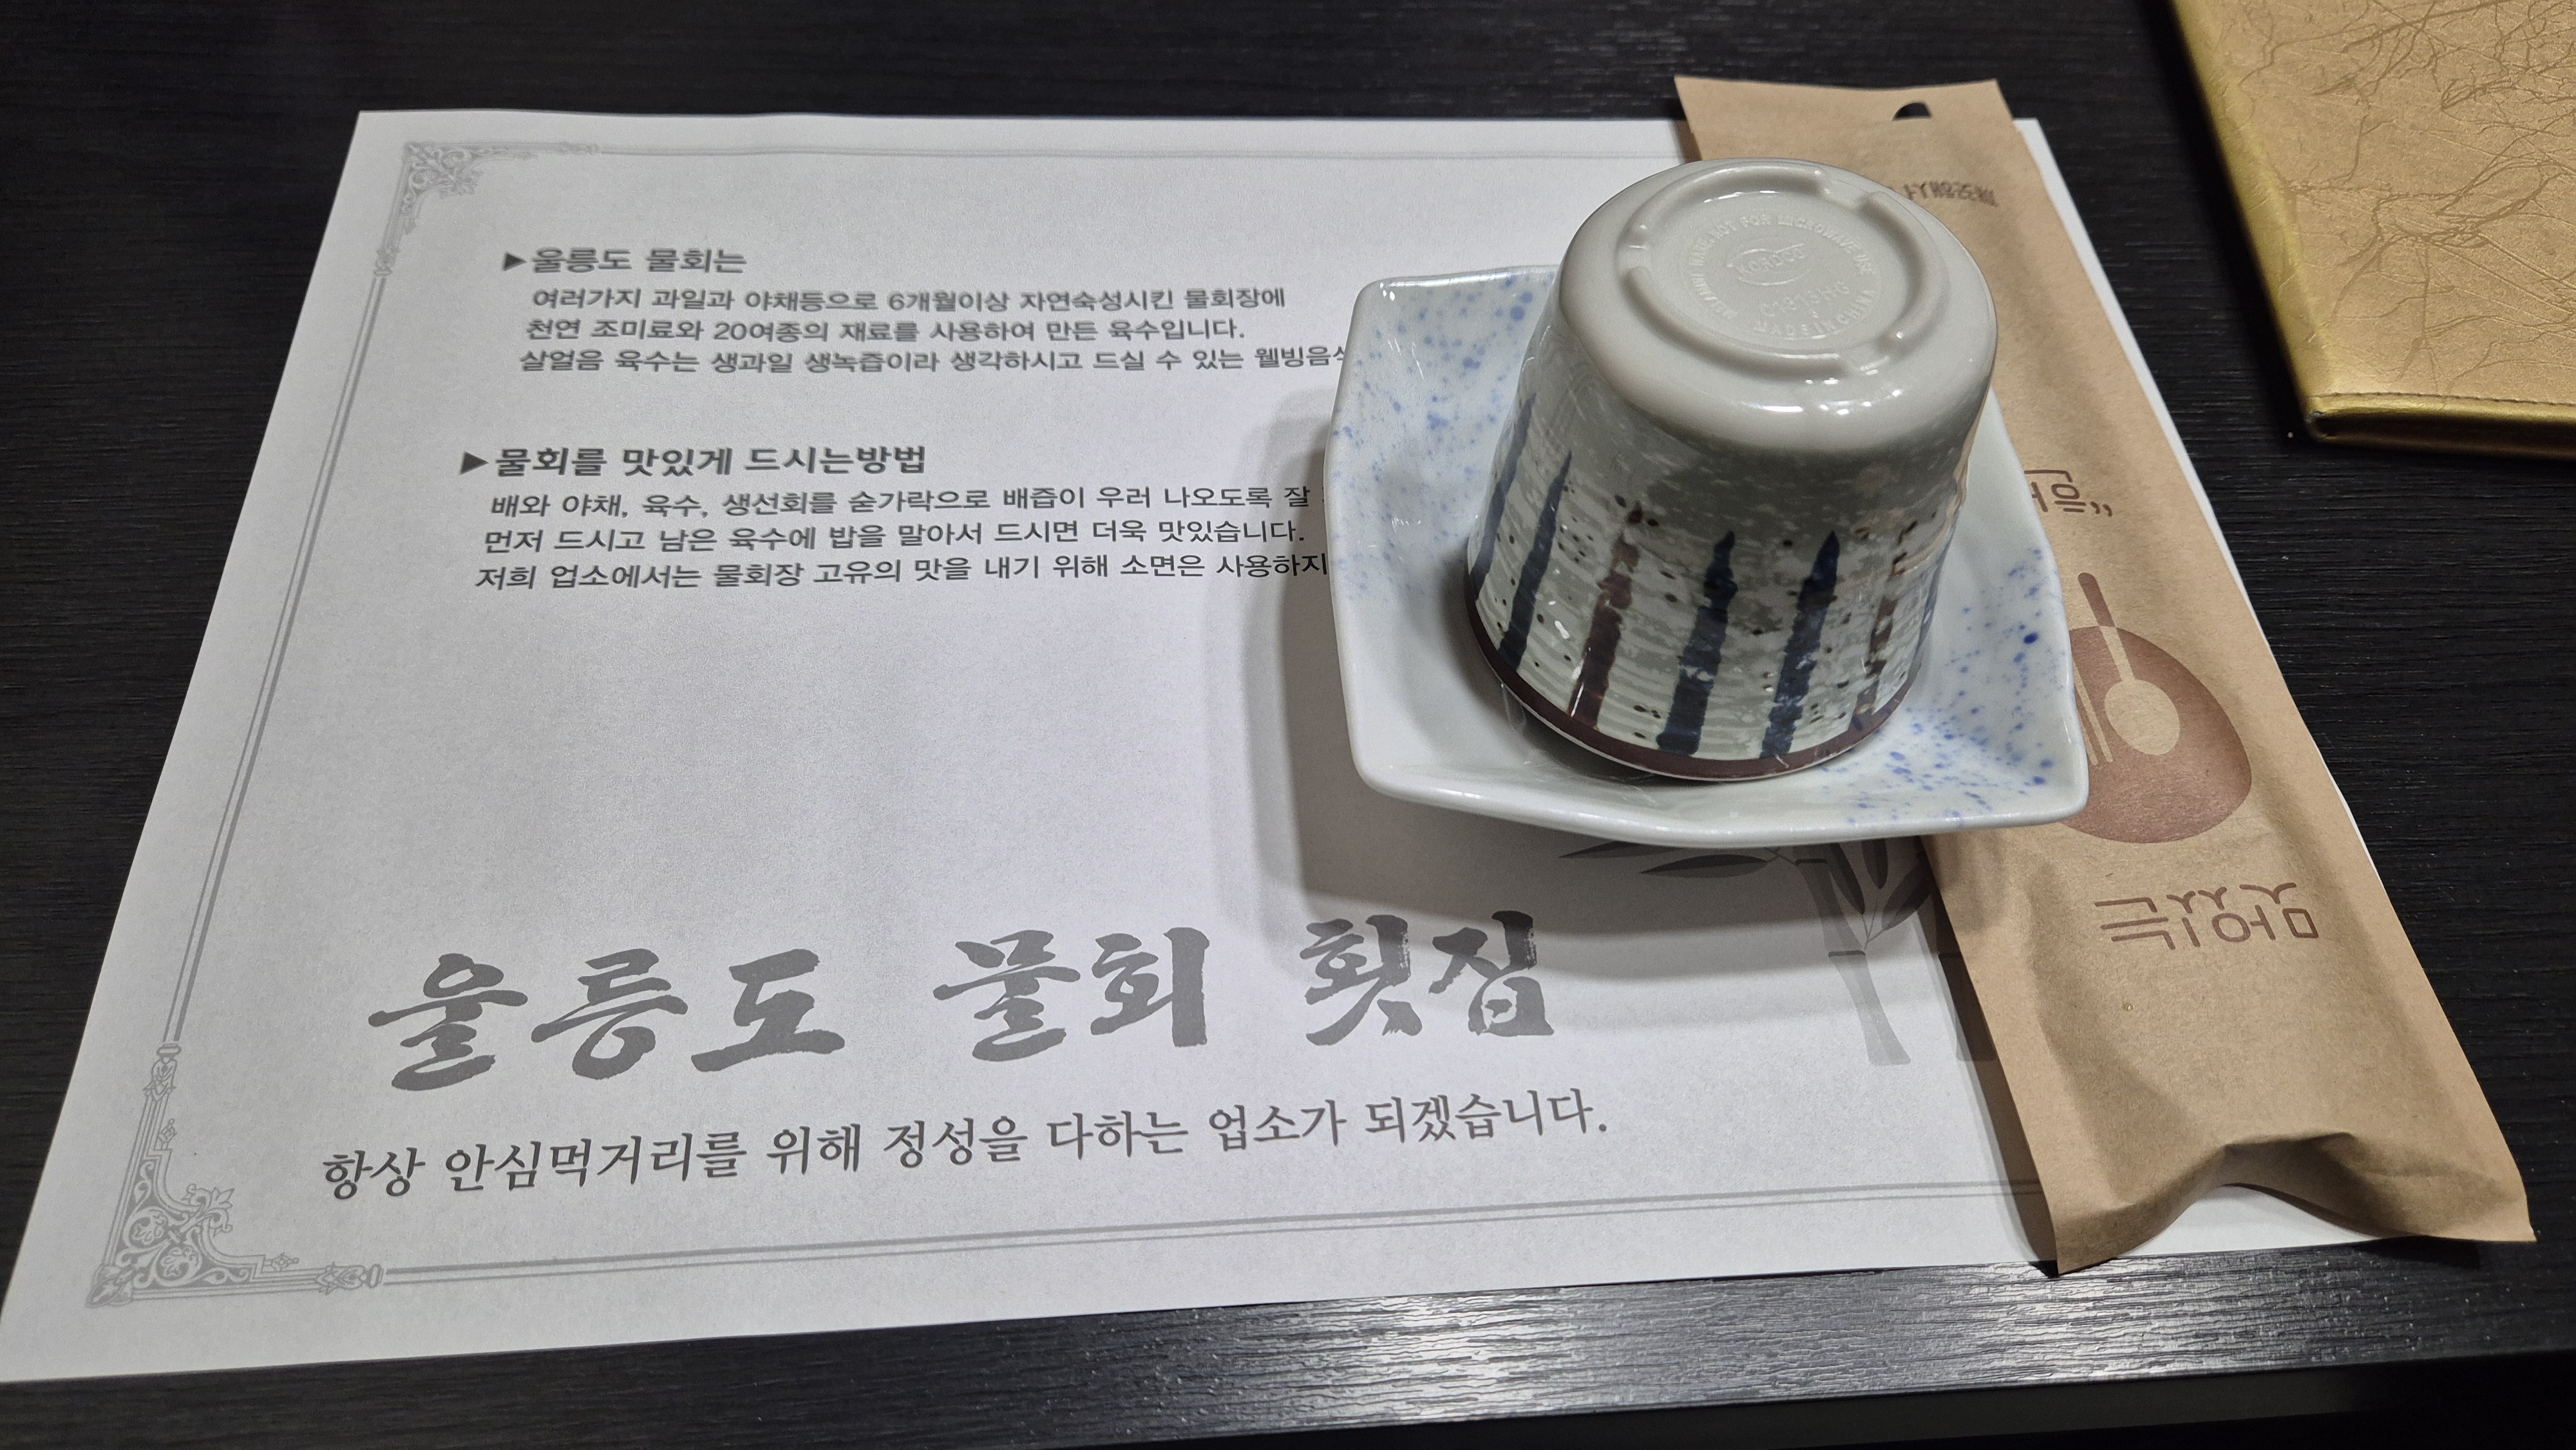 ▶울릉도 물회는
여러가지 과일과 야채등으로 6개월이상 자연숙성시킨 물회장에
천연 조미료와 20여종의 재료를 사용하여 만든 육수입니다.
살얼음 육수는 생과일 생녹즙이라 생각하시고 드실 수 있는
▶물회를 맛있게 드시는방법
배와 야채, 육수, 생선회를 숟가락으로 배즙이 우러 나오도록 잘
먼저 드시고 남은 육수에 밥을 말아서 드시면 더욱 맛있습니다.
저희 업소에서는 물회장 고유의 맛을 내기 위해 소면은
울릉도 물회 횟집
항상 안심먹거리를 위해 정성을 다하는 업소가 되겠습니다.
NOT FOR MICROWAVE USE
MADE IN CHINA
맛있는